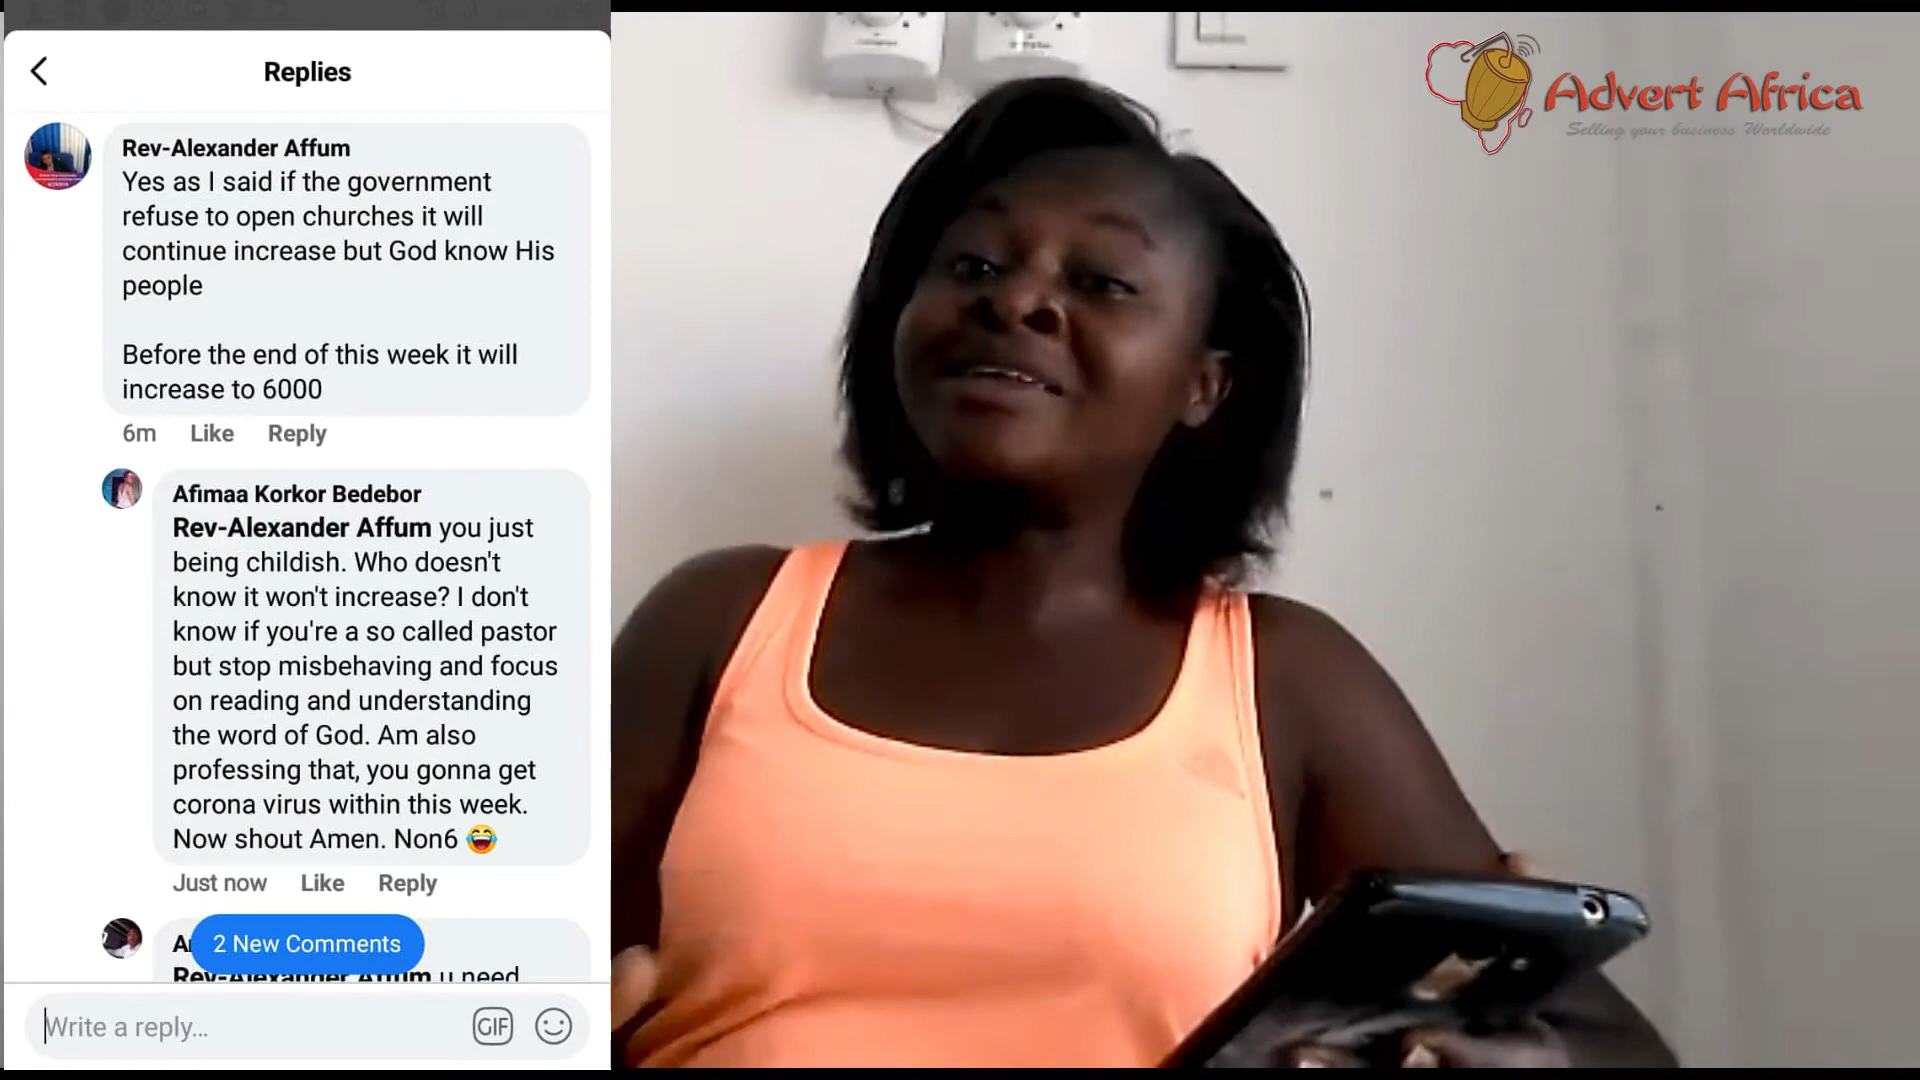 Replies
Rev-Alexander Affum
Yes as I said if the government
refuse to open churches it will
continue increase but God know His
people
Before the end of this week it will
increase to 6000
6m Like Reply
Afimaa Korkor Bedebor
Rev-Alexander Affum you just
being childish. Who doesn't
know it won't increase? I don't
know if you're a so called pastor
but stop misbehaving and focus
on reading and understanding
the word of God. Am also
professing that, you gonna get
corona virus within this week.
Now shout Amen. Non6 😂
Just now Like Reply
2 New Comments
Rev-Alexander Affum u need
Write a reply...
GIF
Advert Africa
Selling your business Worldwide